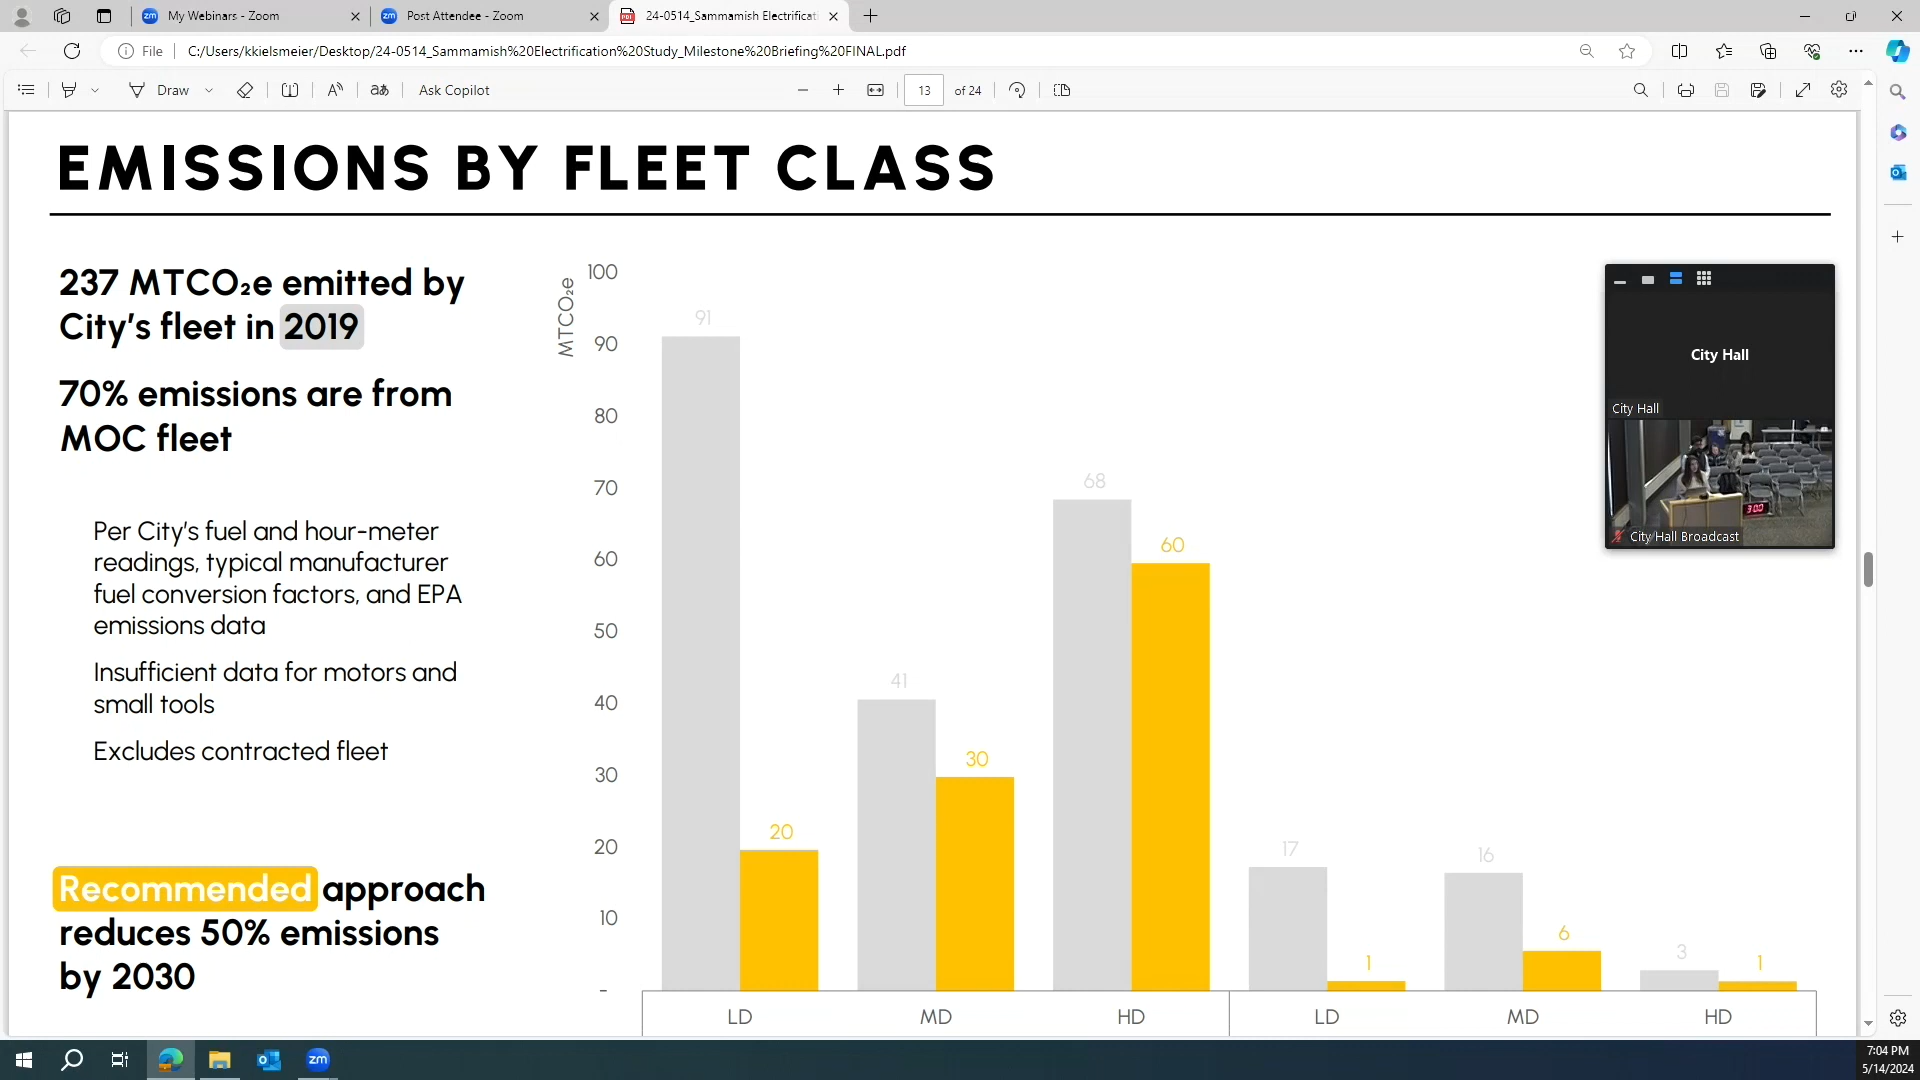 My Webinars - Zoom
Post Attendee - Zoom
24-0514_Sammamish Electrificati
File
C:/Users/kkielsmeier/Desktop/24-0514_Sammamish%20Electrification%20Study_Milestone%20Briefing%20FINAL.pdf
Draw
Ask Copilot
13 of 24
EMISSIONS BY FLEET CLASS
237 MTCO₂e emitted by
City's fleet in 2019
70% emissions are from
MOC fleet
Per City's fuel and hour-meter
readings, typical manufacturer
fuel conversion factors, and EPA
emissions data
Insufficient data for motors and
small tools
Excludes contracted fleet
Recommended approach
reduces 50% emissions
by 2030
MTCO₂e
100
90
80
70
60
50
40
30
20
10
-
91
20
41
30
68
60
17
1
16
6
3
1
LD MD HD LD MD HD
City Hall
City Hall
30.0
City Hall Broadcast
7:04 PM
5/14/2024